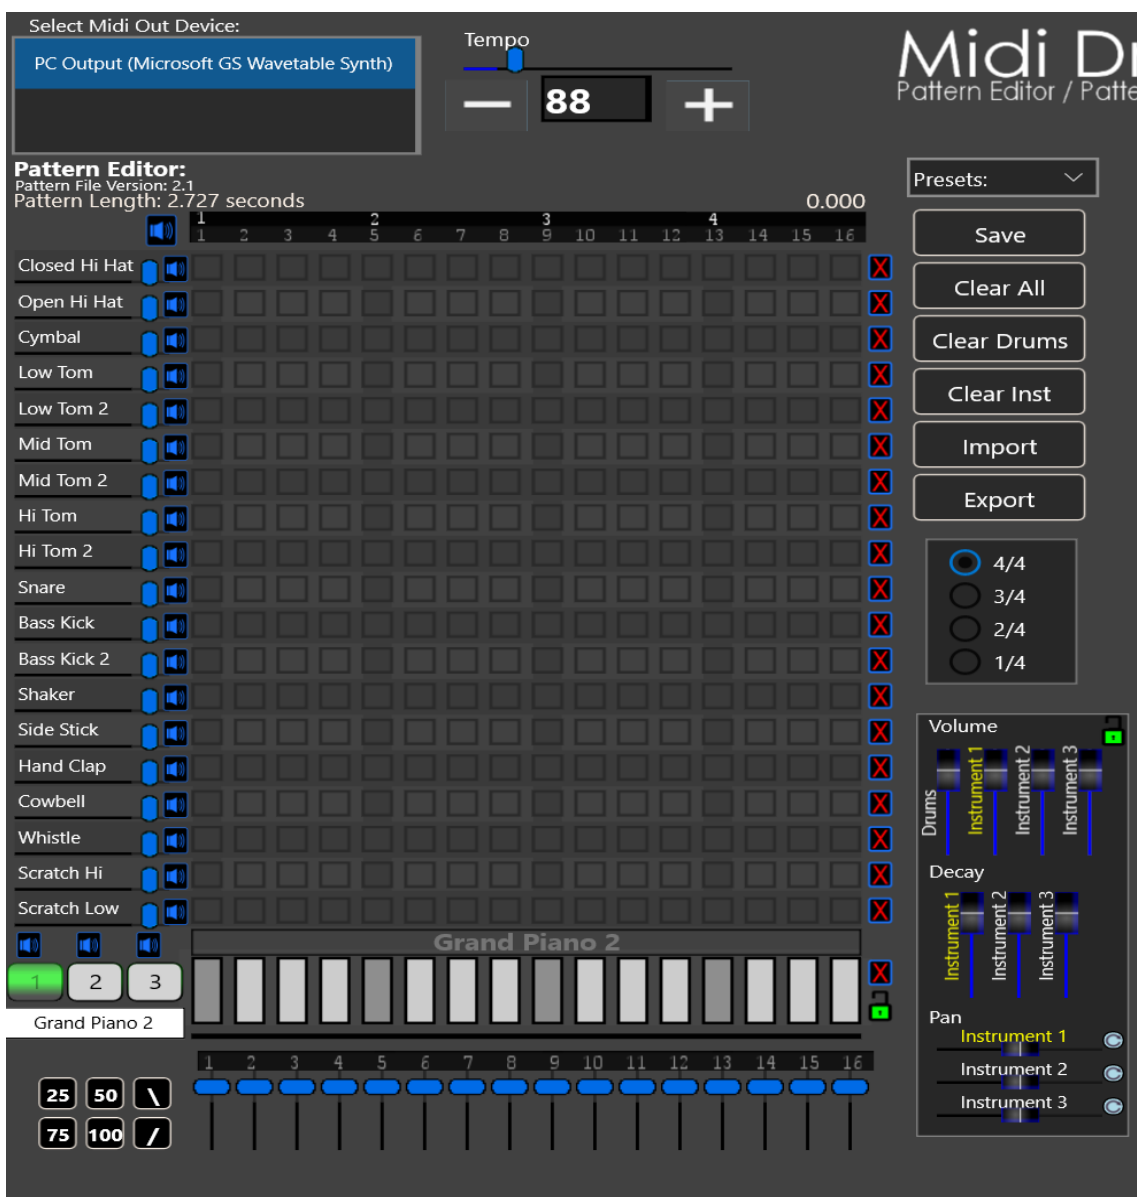 Select Midi Out Device:
PC Output (Microsoft GS Wavetable Synth)
Tempo
88
Midi
Pattern Editor /
Pattern Editor:
Pattern File Version: 2.1
Pattern Length: 2.727 seconds
0.000
Presets:
1 2 3 4
1 2 3 4 5 6 7 8 9 10 11 12 13 14 15 16
Save
Clear All
Clear Drums
Clear Inst
Import
Export
Closed Hi Hat X
Open Hi Hat X
Cymbal X
Low Tom X
Low Tom 2 X
Mid Tom X
Mid Tom 2 X
Hi Tom X
Hi Tom 2 X
Snare X
Bass Kick X
Bass Kick 2 X
Shaker X
Side Stick X
Hand Clap X
Cowbell X
Whistle X
Scratch Hi X
Scratch Low X
4/4
3/4
2/4
1/4
Volume
Drums
Instrument 1
Instrument 2
Instrument 3
Decay
Instrument 1
Instrument 2
Instrument 3
Pan
Instrument 1
Instrument 2
Instrument 3
Grand Piano 2
1 2 3 X
Grand Piano 2
1 2 3 4 5 6 7 8 9 10 11 12 13 14 15 16
25 50 \
75 100 /